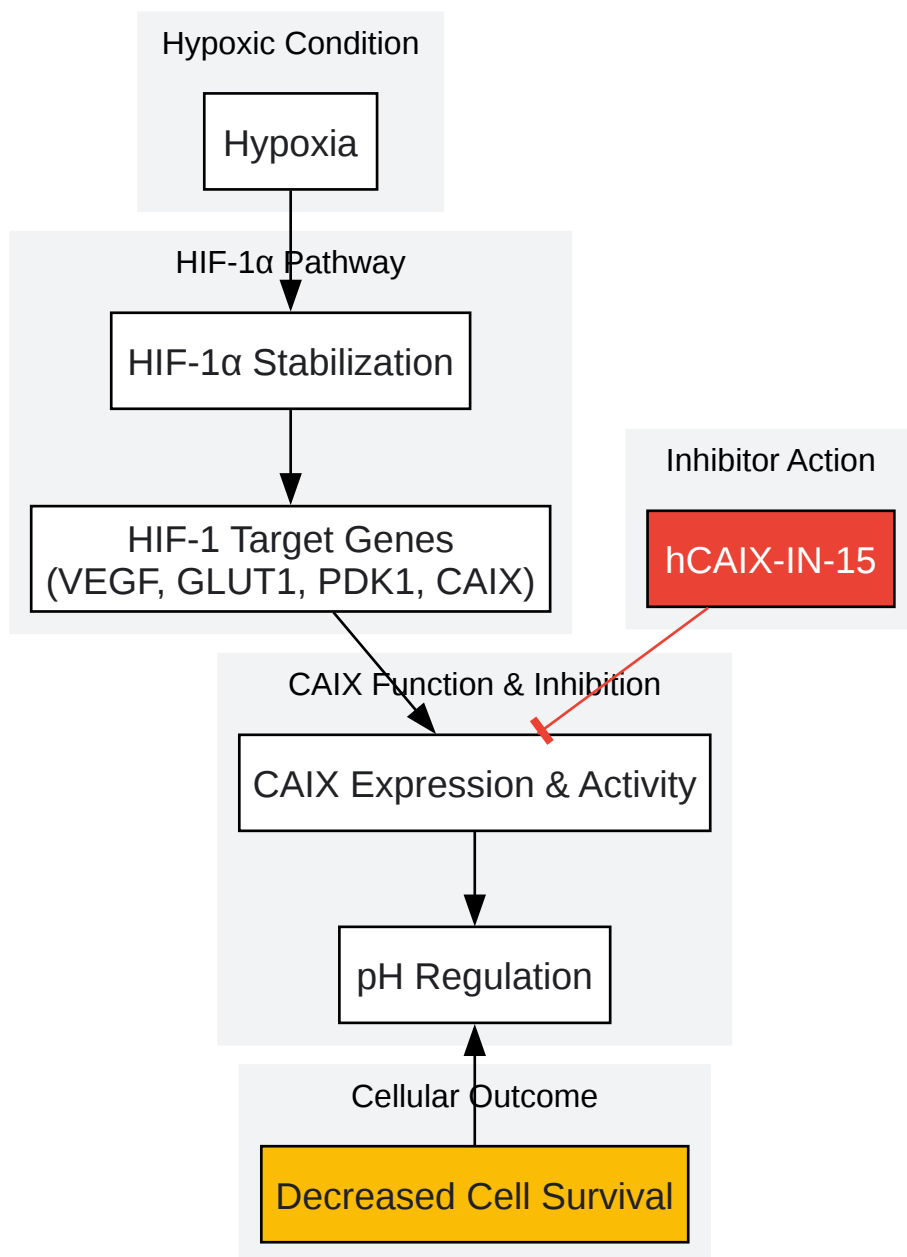 Hypoxic Condition
Hypoxia
HIF-1α Pathway
HIF-1α Stabilization
HIF-1 Target Genes
(VEGF, GLUT1, PDK1, CAIX)
Inhibitor Action
hCAIX-IN-15
CAIX Function & Inhibition
CAIX Expression & Activity
pH Regulation
Cellular Outcome
Decreased Cell Survival